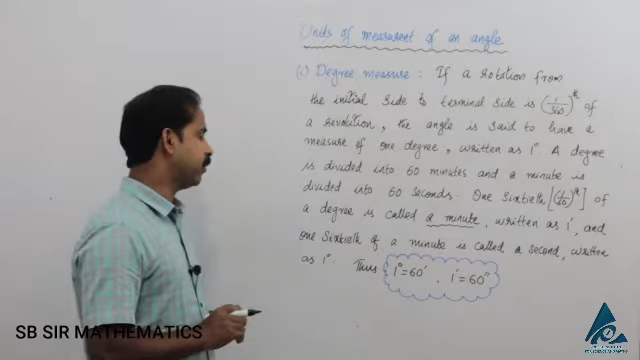 Units of measurent of an angle
(i) Degree measure : If a rotation from
the initial side to terminal side is (1/360)th of
a revolution, the angle is said to have a
measure of one degree, written as 1°. A degree
is divided into 60 minutes and a minute is
divided into 60 seconds. One sixtieth [(1/60)th] of
a degree is called a minute, written as 1', and
one sixtieth of a minute is called a second, written
as 1". Thus 1° = 60' , 1' = 60"
SB SIR MATHEMATICS